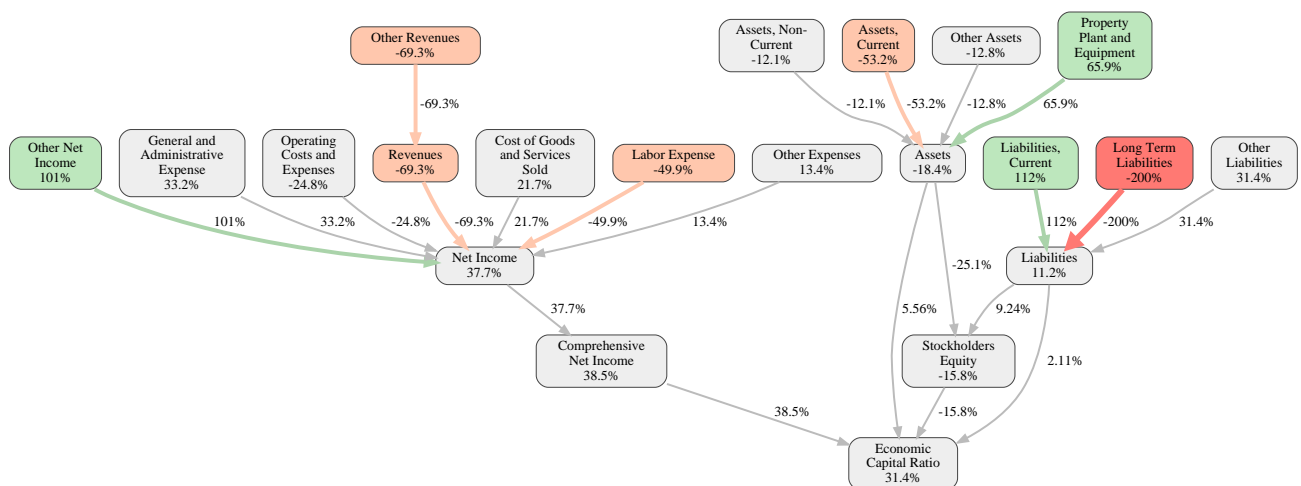 Other Revenues
-69.3%
Assets, Non-
Current
-12.1%
Assets,
Current
-53.2%
Other Assets
-12.8%
Property
Plant and
Equipment
65.9%
-69.3%
-12.1%
-53.2%
-12.8%
65.9%
Other Net
Income
101%
General and
Administrative
Expense
33.2%
Operating
Costs and
Expenses
-24.8%
Revenues
-69.3%
Cost of Goods
and Services
Sold
21.7%
Labor Expense
-49.9%
Other Expenses
13.4%
Assets
-18.4%
Liabilities,
Current
112%
Long Term
Liabilities
-200%
Other
Liabilities
31.4%
101%
33.2%
-24.8%
-69.3%
21.7%
-49.9%
13.4%
112%
-200%
31.4%
Net Income
37.7%
-25.1%
Liabilities
11.2%
37.7%
5.56%
9.24%
Comprehensive
Net Income
38.5%
Stockholders
Equity
-15.8%
2.11%
38.5%
-15.8%
Economic
Capital Ratio
31.4%